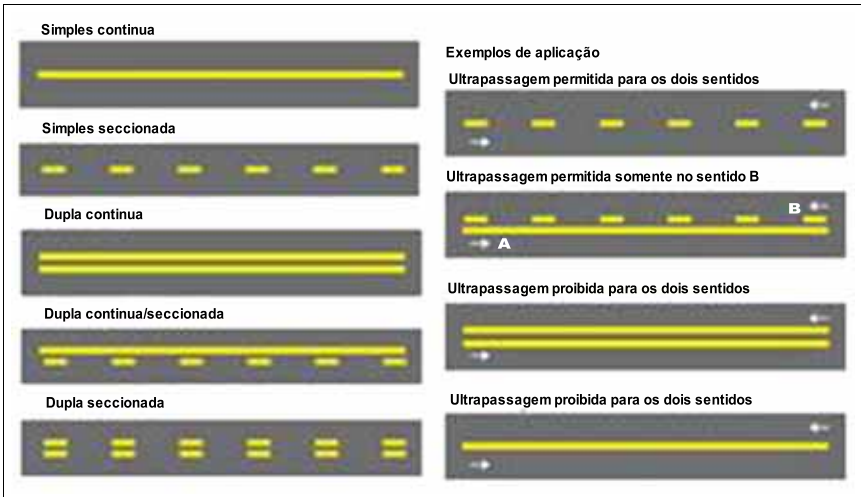 Simples continua
Simples seccionada
Dupla continua
Dupla continua/seccionada
Dupla seccionada
Exemplos de aplicação
Ultrapassagem permitida para os dois sentidos
Ultrapassagem permitida somente no sentido B
B
A
Ultrapassagem proibida para os dois sentidos
Ultrapassagem proibida para os dois sentidos